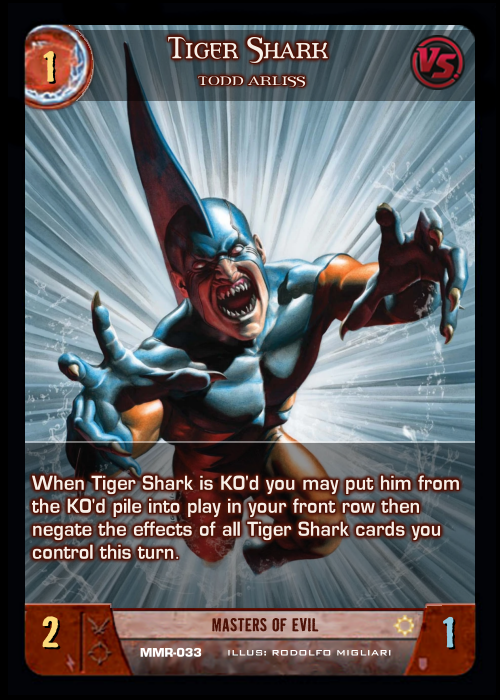 1
TIGER SHARK
TODD ARLISS
VS
When Tiger Shark is KO'd you may put him from
the KO'd pile into play in your front row then
negate the effects of all Tiger Shark cards you
control this turn.
2
MASTERS OF EVIL
1
MMR-033 ILLUS: RODOLFO MIGLIARI